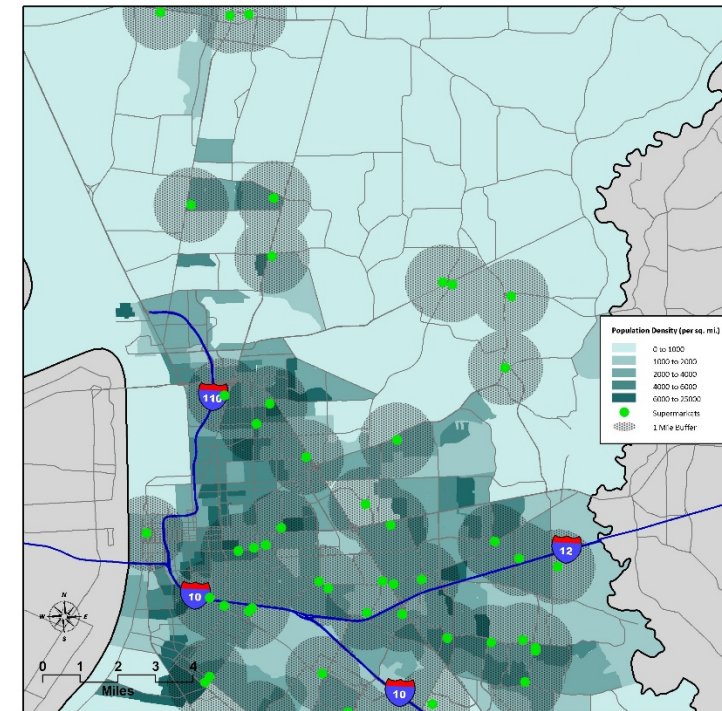 Population Density (per sq. mi.)
0 to 1000
1000 to 2000
2000 to 4000
4000 to 6000
6000 to 25000
Supermarkets
1 Mile Buffer
110
12
10
N
W E
S
0 1 2 3 4
Miles
10